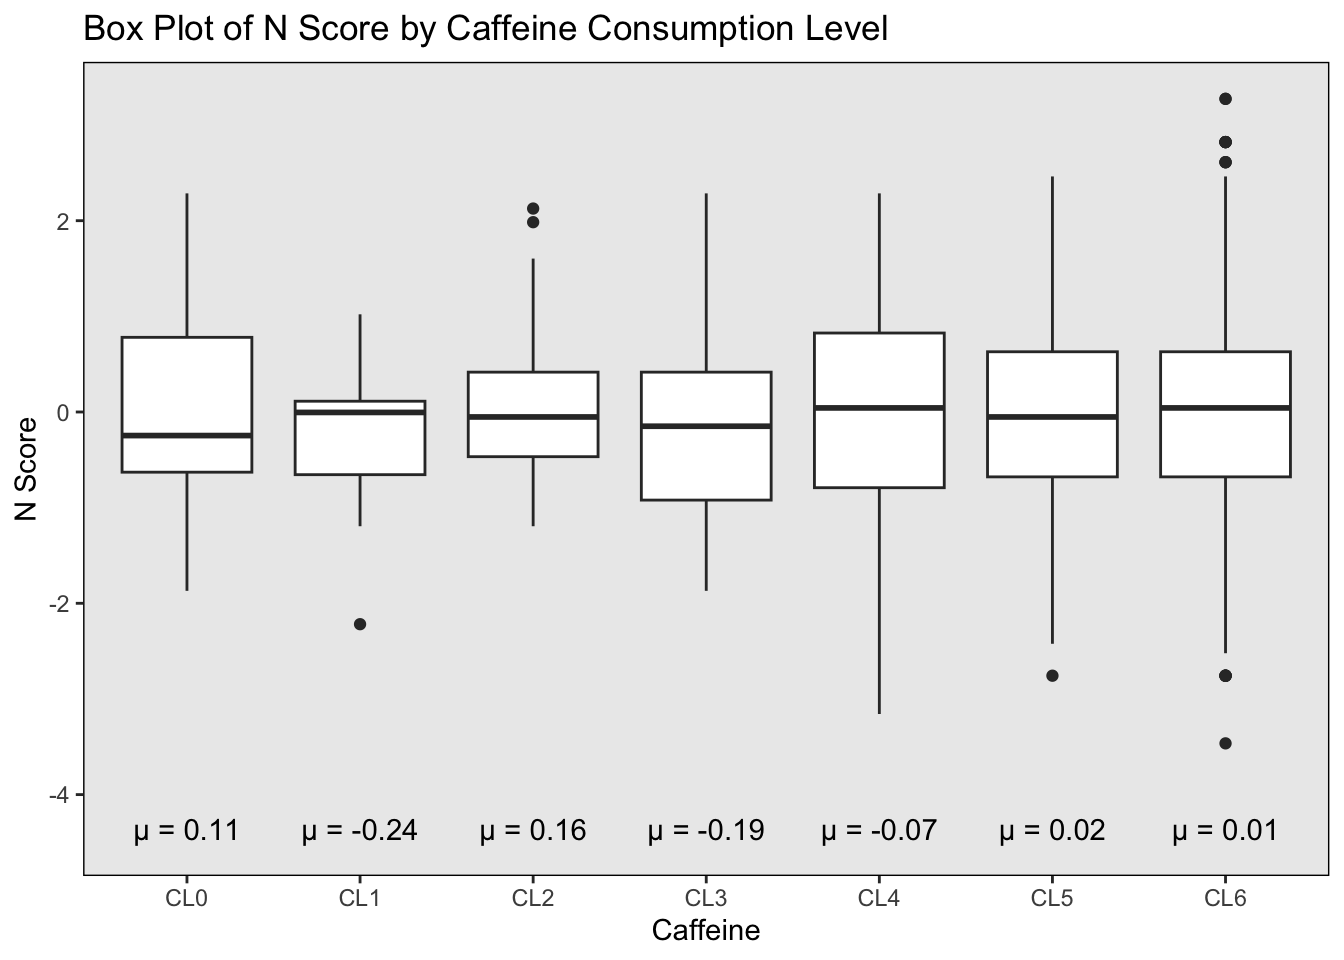 Box Plot of N Score by Caffeine Consumption Level
N Score
2
0
-2
-4
μ = 0.11 μ = -0.24 μ = 0.16 μ = -0.19 μ = -0.07 μ = 0.02 μ = 0.01
CL0 CL1 CL2 CL3 CL4 CL5 CL6
Caffeine